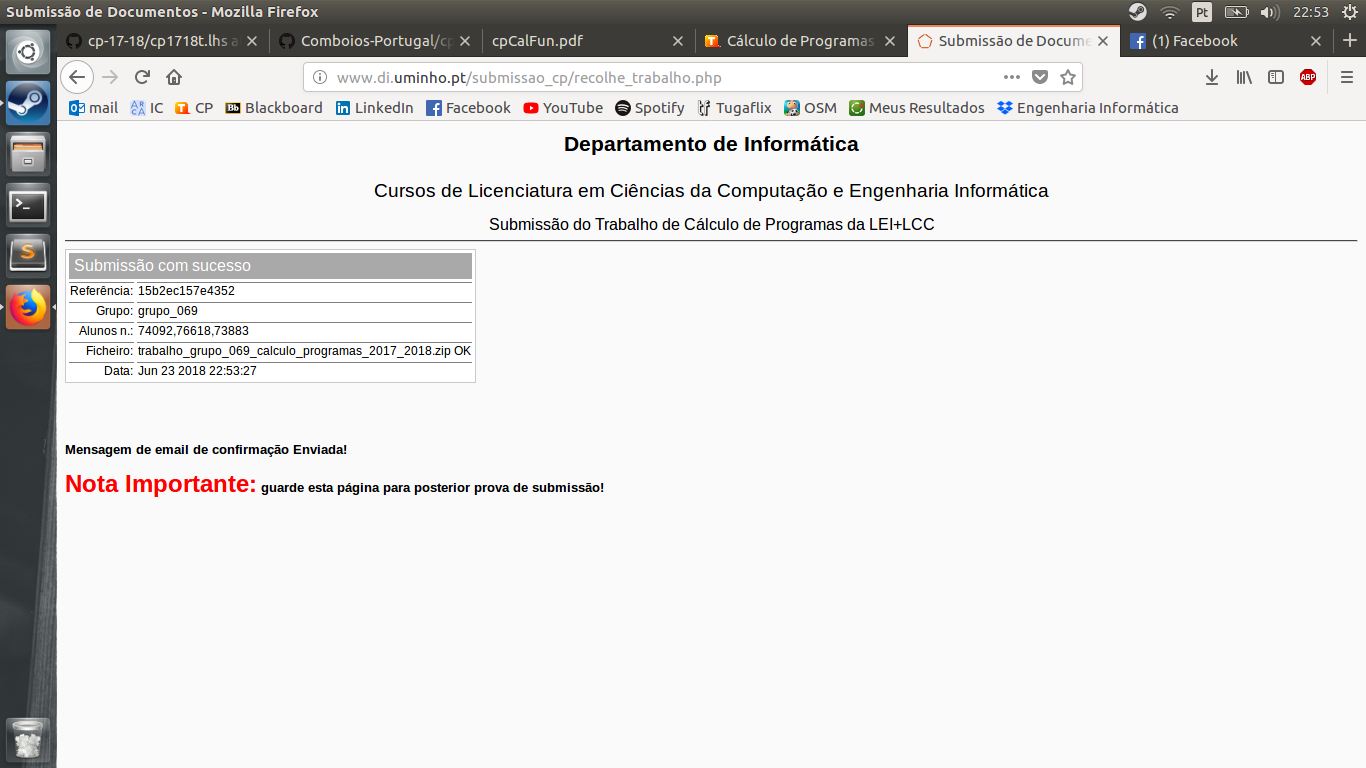 Submissão de Documentos - Mozilla Firefox
Pt
22:53
cp-17-18/cp1718t.lhs a
Comboios-Portugal/cp
cpCalFun.pdf
Cálculo de Programas
Submissão de Docume
(1) Facebook
www.di.uminho.pt/submissao_cp/recolhe_trabalho.php
ABP
mail
IC
CP
Bb Blackboard
LinkedIn
Facebook
YouTube
Spotify
Tugaflix
OSM
Meus Resultados
Engenharia Informática
Departamento de Informática
Cursos de Licenciatura em Ciências da Computação e Engenharia Informática
Submissão do Trabalho de Cálculo de Programas da LEI+LCC
Submissão com sucesso
Referência: 15b2ec157e4352
Grupo: grupo_069
Alunos n.: 74092,76618,73883
Ficheiro: trabalho_grupo_069_calculo_programas_2017_2018.zip OK
Data: Jun 23 2018 22:53:27
Mensagem de email de confirmação Enviada!
Nota Importante: guarde esta página para posterior prova de submissão!